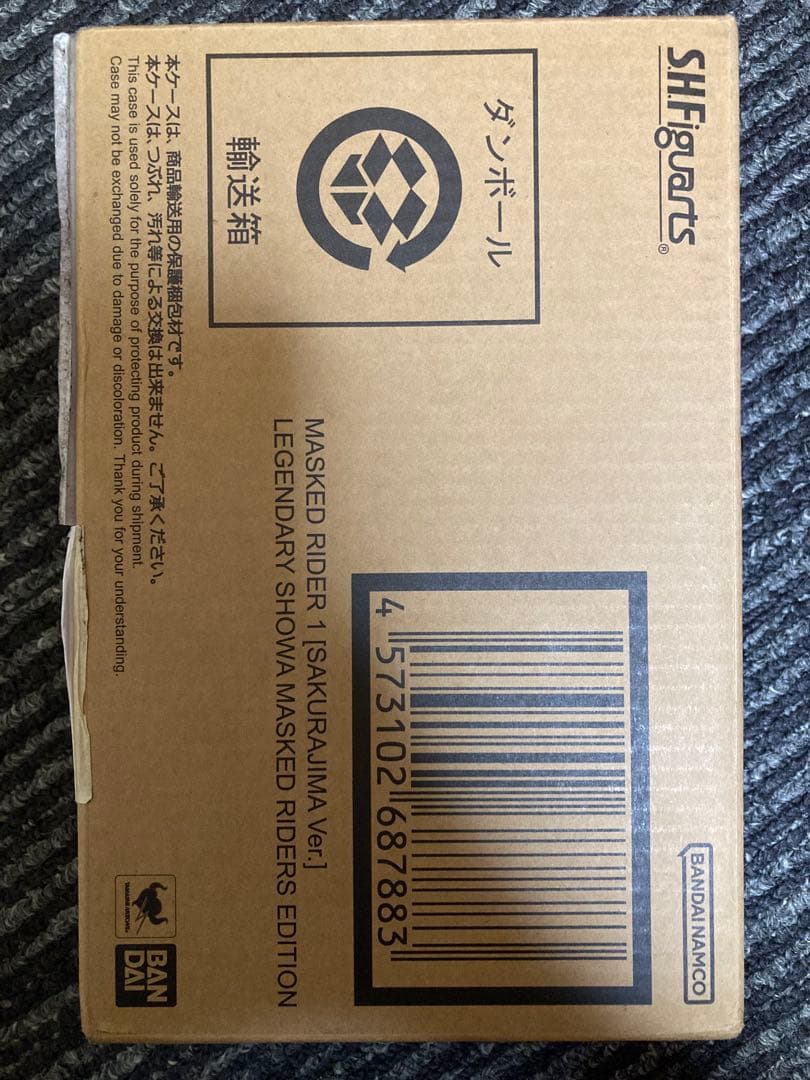 S.H.Figuarts®
ダンボール
輸送箱
本ケースは、商品輸送用の保護梱包材です。
本ケースは、つぶれ、汚れ等による交換は出来ません。ご了承ください。
This case is used solely for the purpose of protecting product during shipment.
Case may not be exchanged due to damage or discoloration. Thank you for your understanding.
BANDAI NAMCO
4 573102 687883
MASKED RIDER 1 [SAKURAJIMA Ver.]
LEGENDARY SHOWA MASKED RIDERS EDITION
TAMASHII NATIONS
BAN
DAI